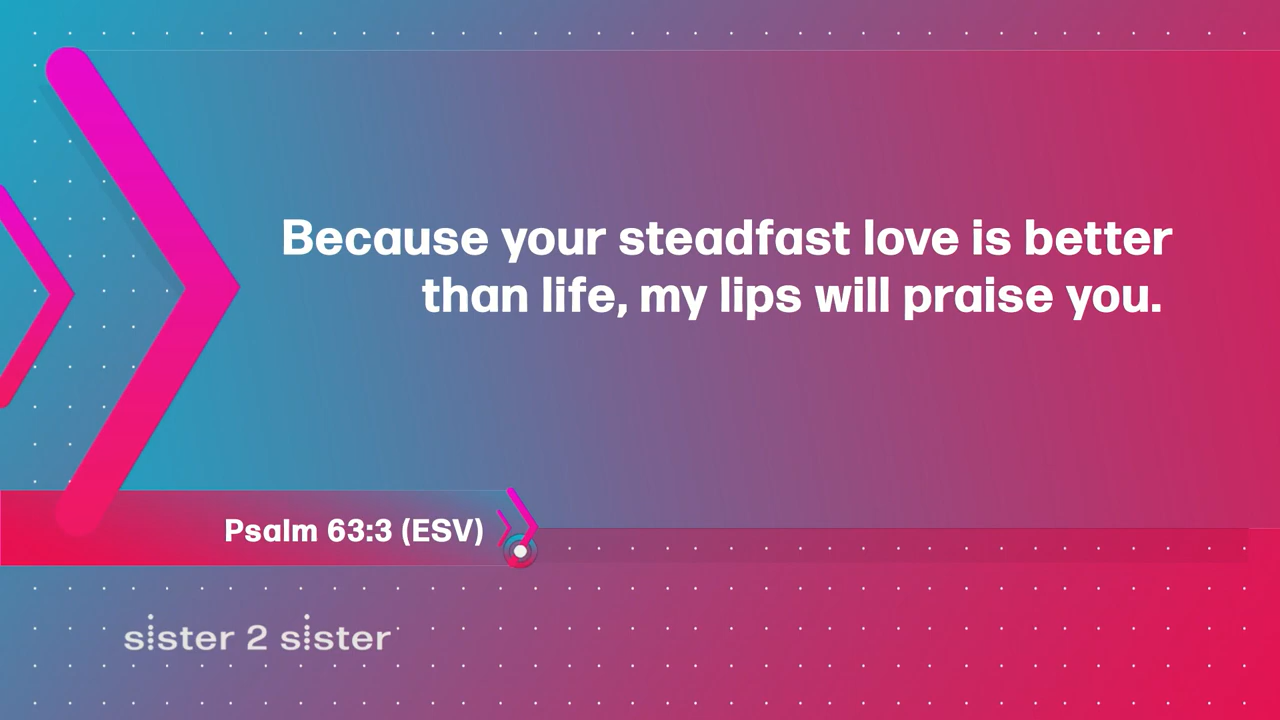 Because your steadfast love is better
than life, my lips will praise you.
Psalm 63:3 (ESV)
sister 2 sister